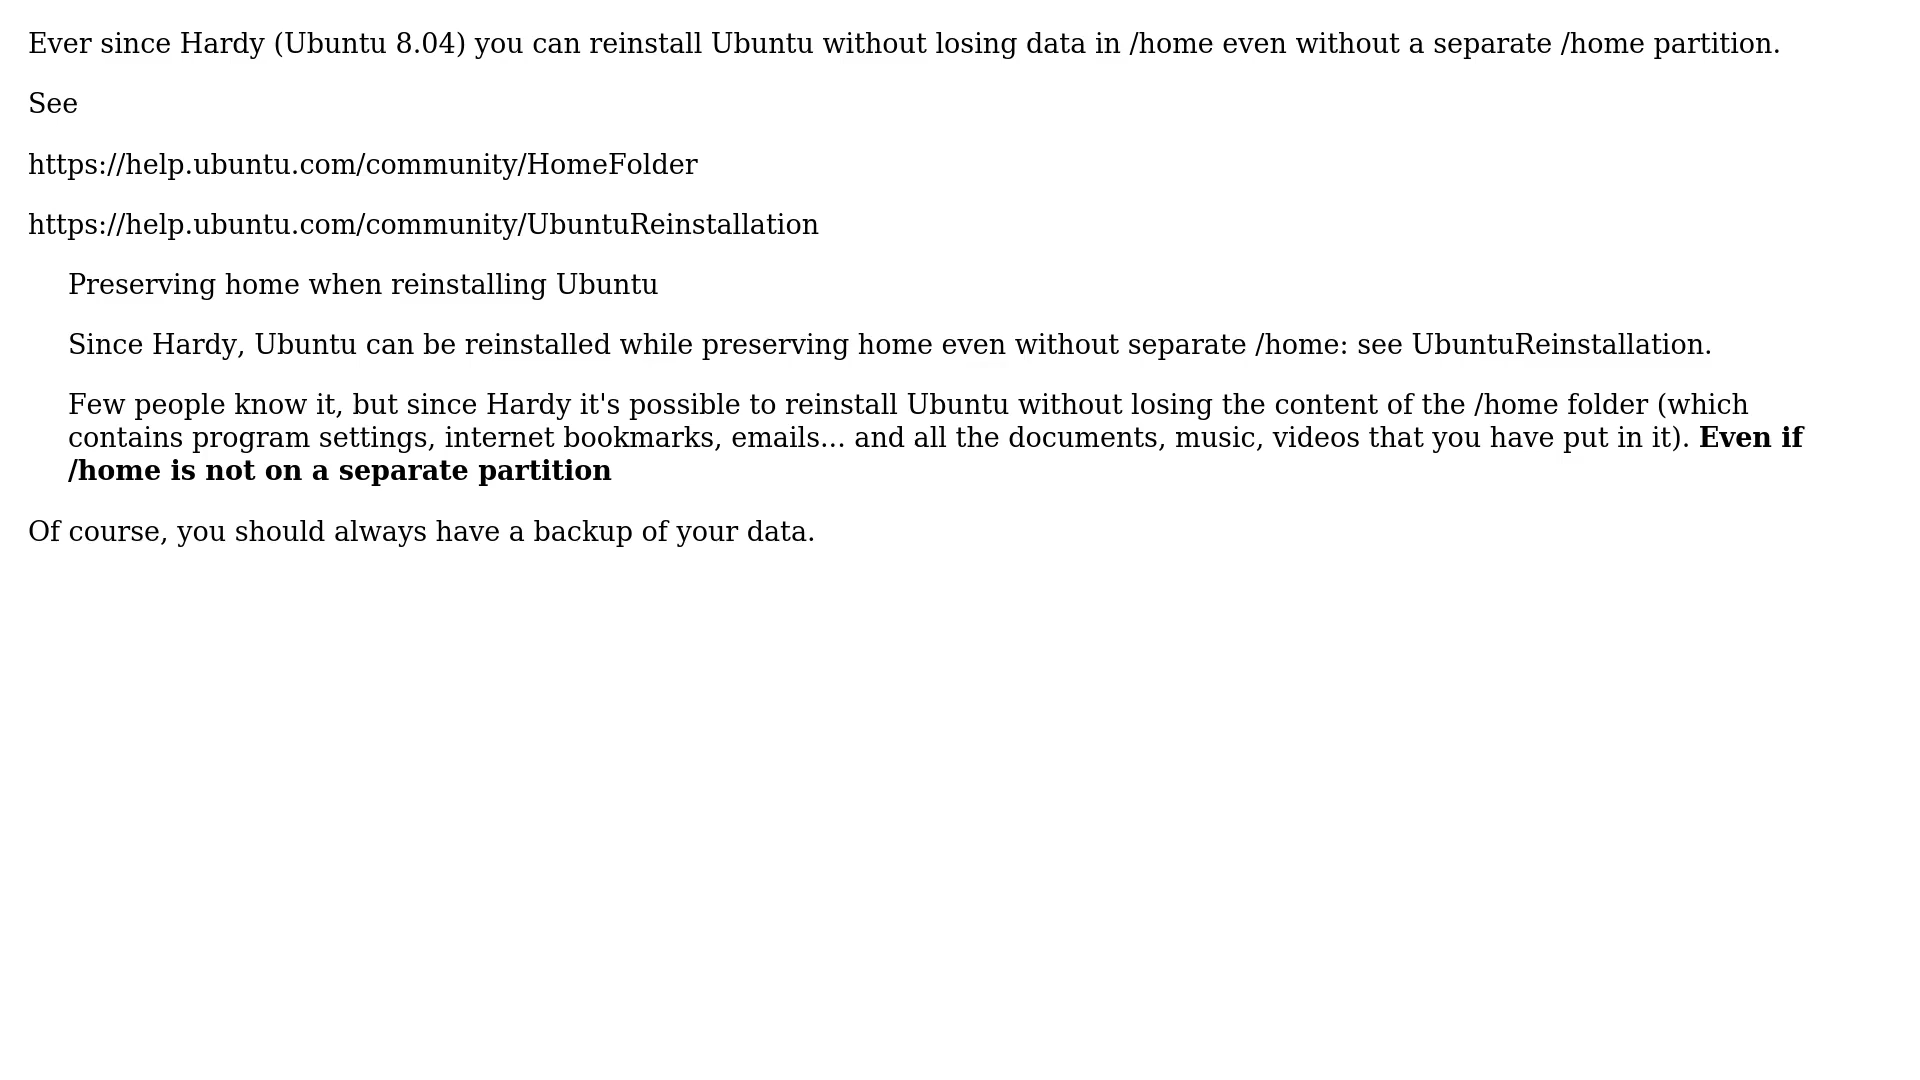 Ever since Hardy (Ubuntu 8.04) you can reinstall Ubuntu without losing data in /home even without a separate /home partition.
See
https://help.ubuntu.com/community/HomeFolder
https://help.ubuntu.com/community/UbuntuReinstallation
Preserving home when reinstalling Ubuntu
Since Hardy, Ubuntu can be reinstalled while preserving home even without separate /home: see UbuntuReinstallation.
Few people know it, but since Hardy it's possible to reinstall Ubuntu without losing the content of the /home folder (which
contains program settings, internet bookmarks, emails... and all the documents, music, videos that you have put in it). Even if
/home is not on a separate partition
Of course, you should always have a backup of your data.